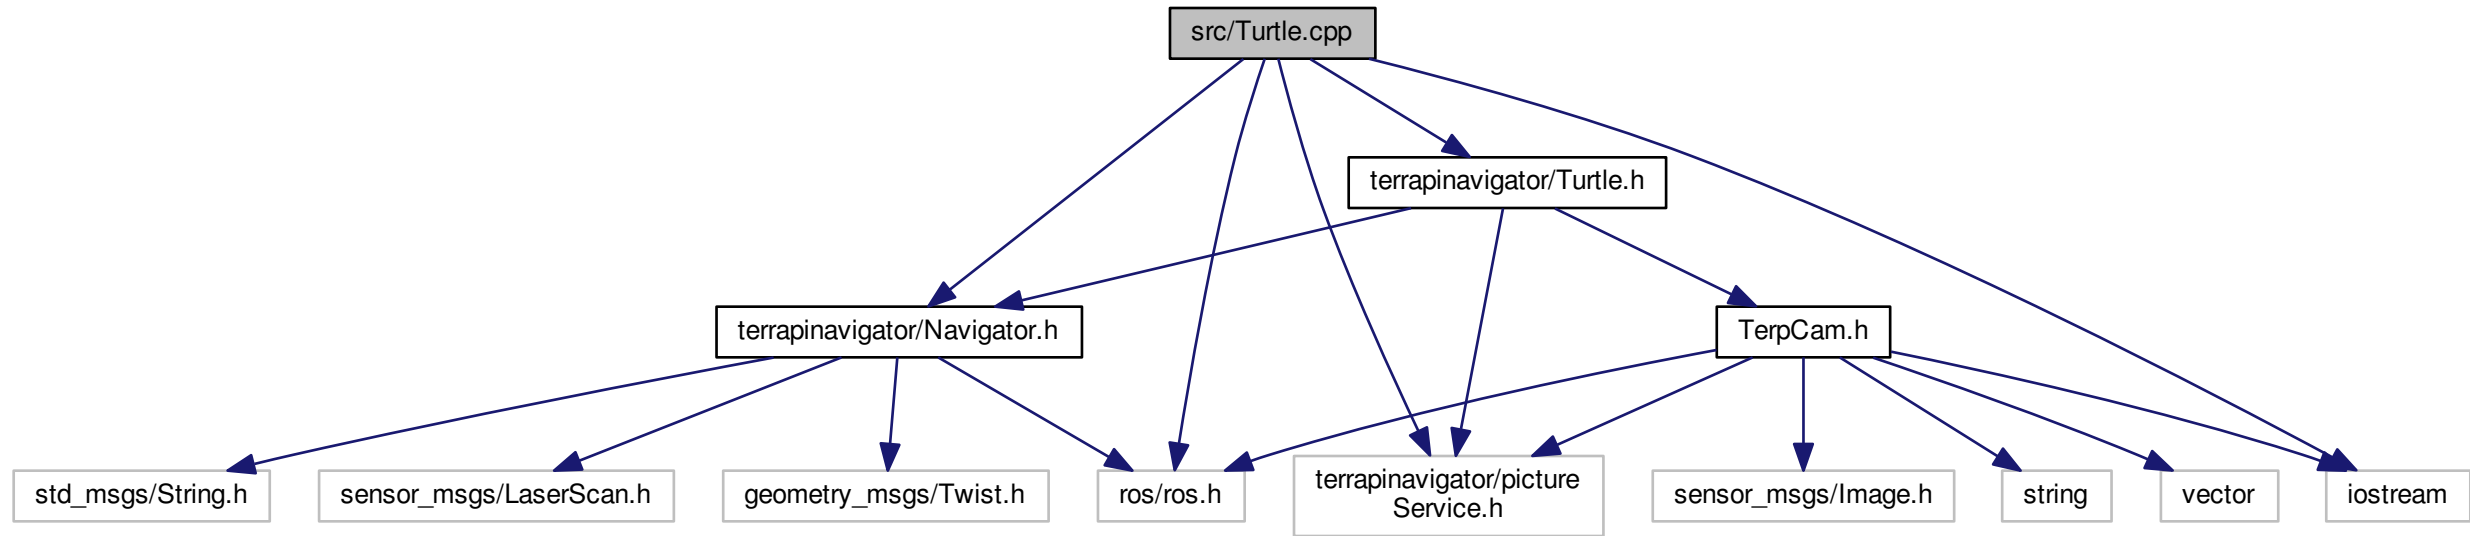 src/Turtle.cpp
terrapinavigator/Turtle.h
terrapinavigator/Navigator.h
TerpCam.h
std_msgs/String.h
sensor_msgs/LaserScan.h
geometry_msgs/Twist.h
ros/ros.h
terrapinavigator/picture
Service.h
sensor_msgs/Image.h
string
vector
iostream